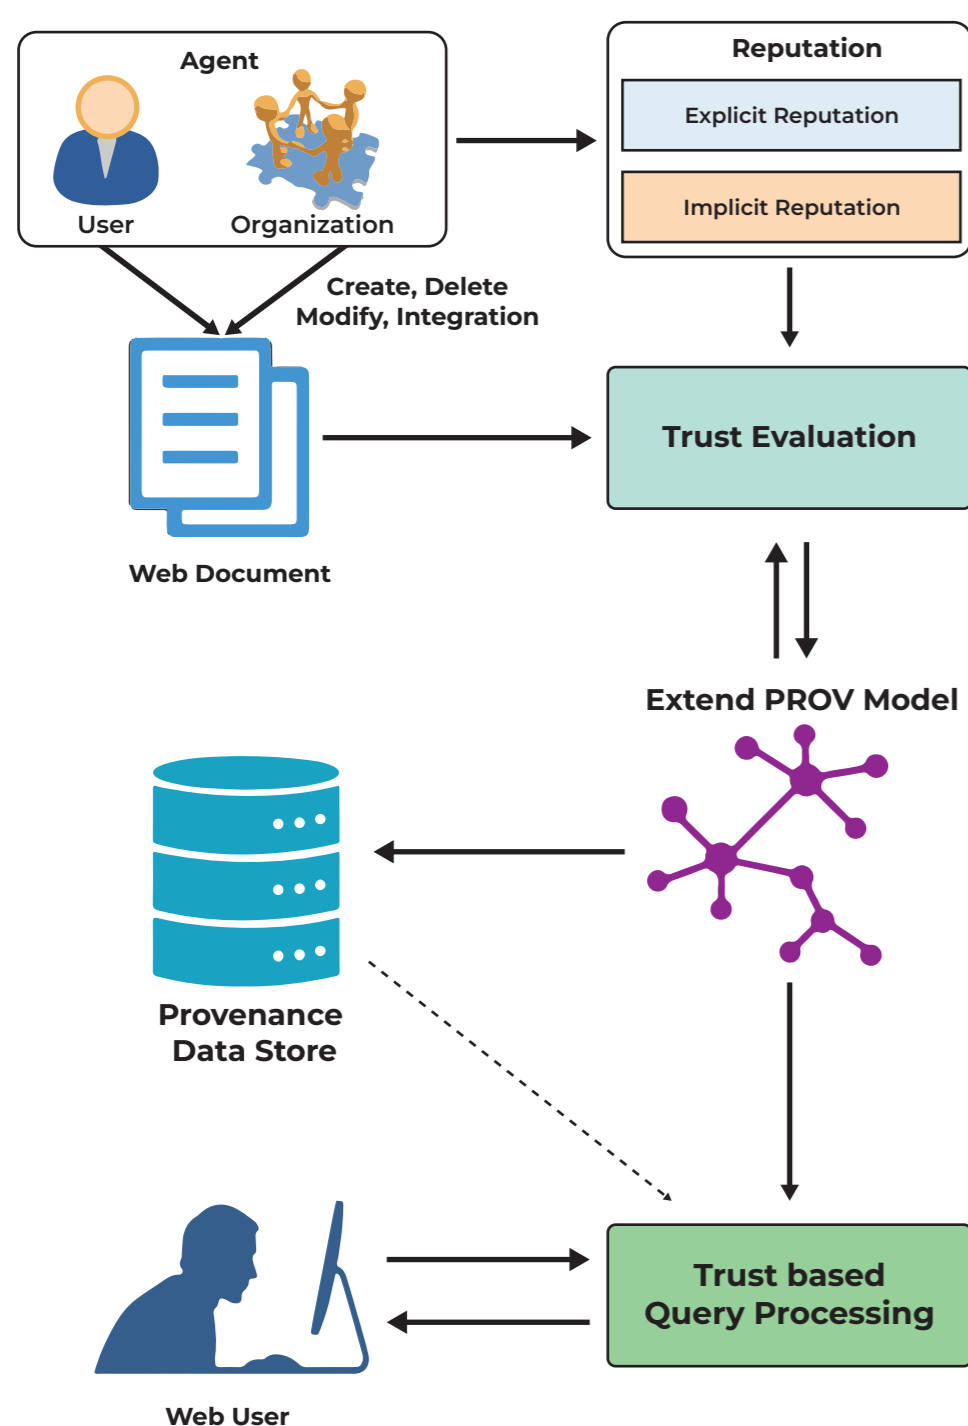 Agent
User
Organization
Reputation
Explicit Reputation
Implicit Reputation
Create, Delete
Modify, Integration
Web Document
Trust Evaluation
Extend PROV Model
Provenance
Data Store
Trust based
Query Processing
Web User